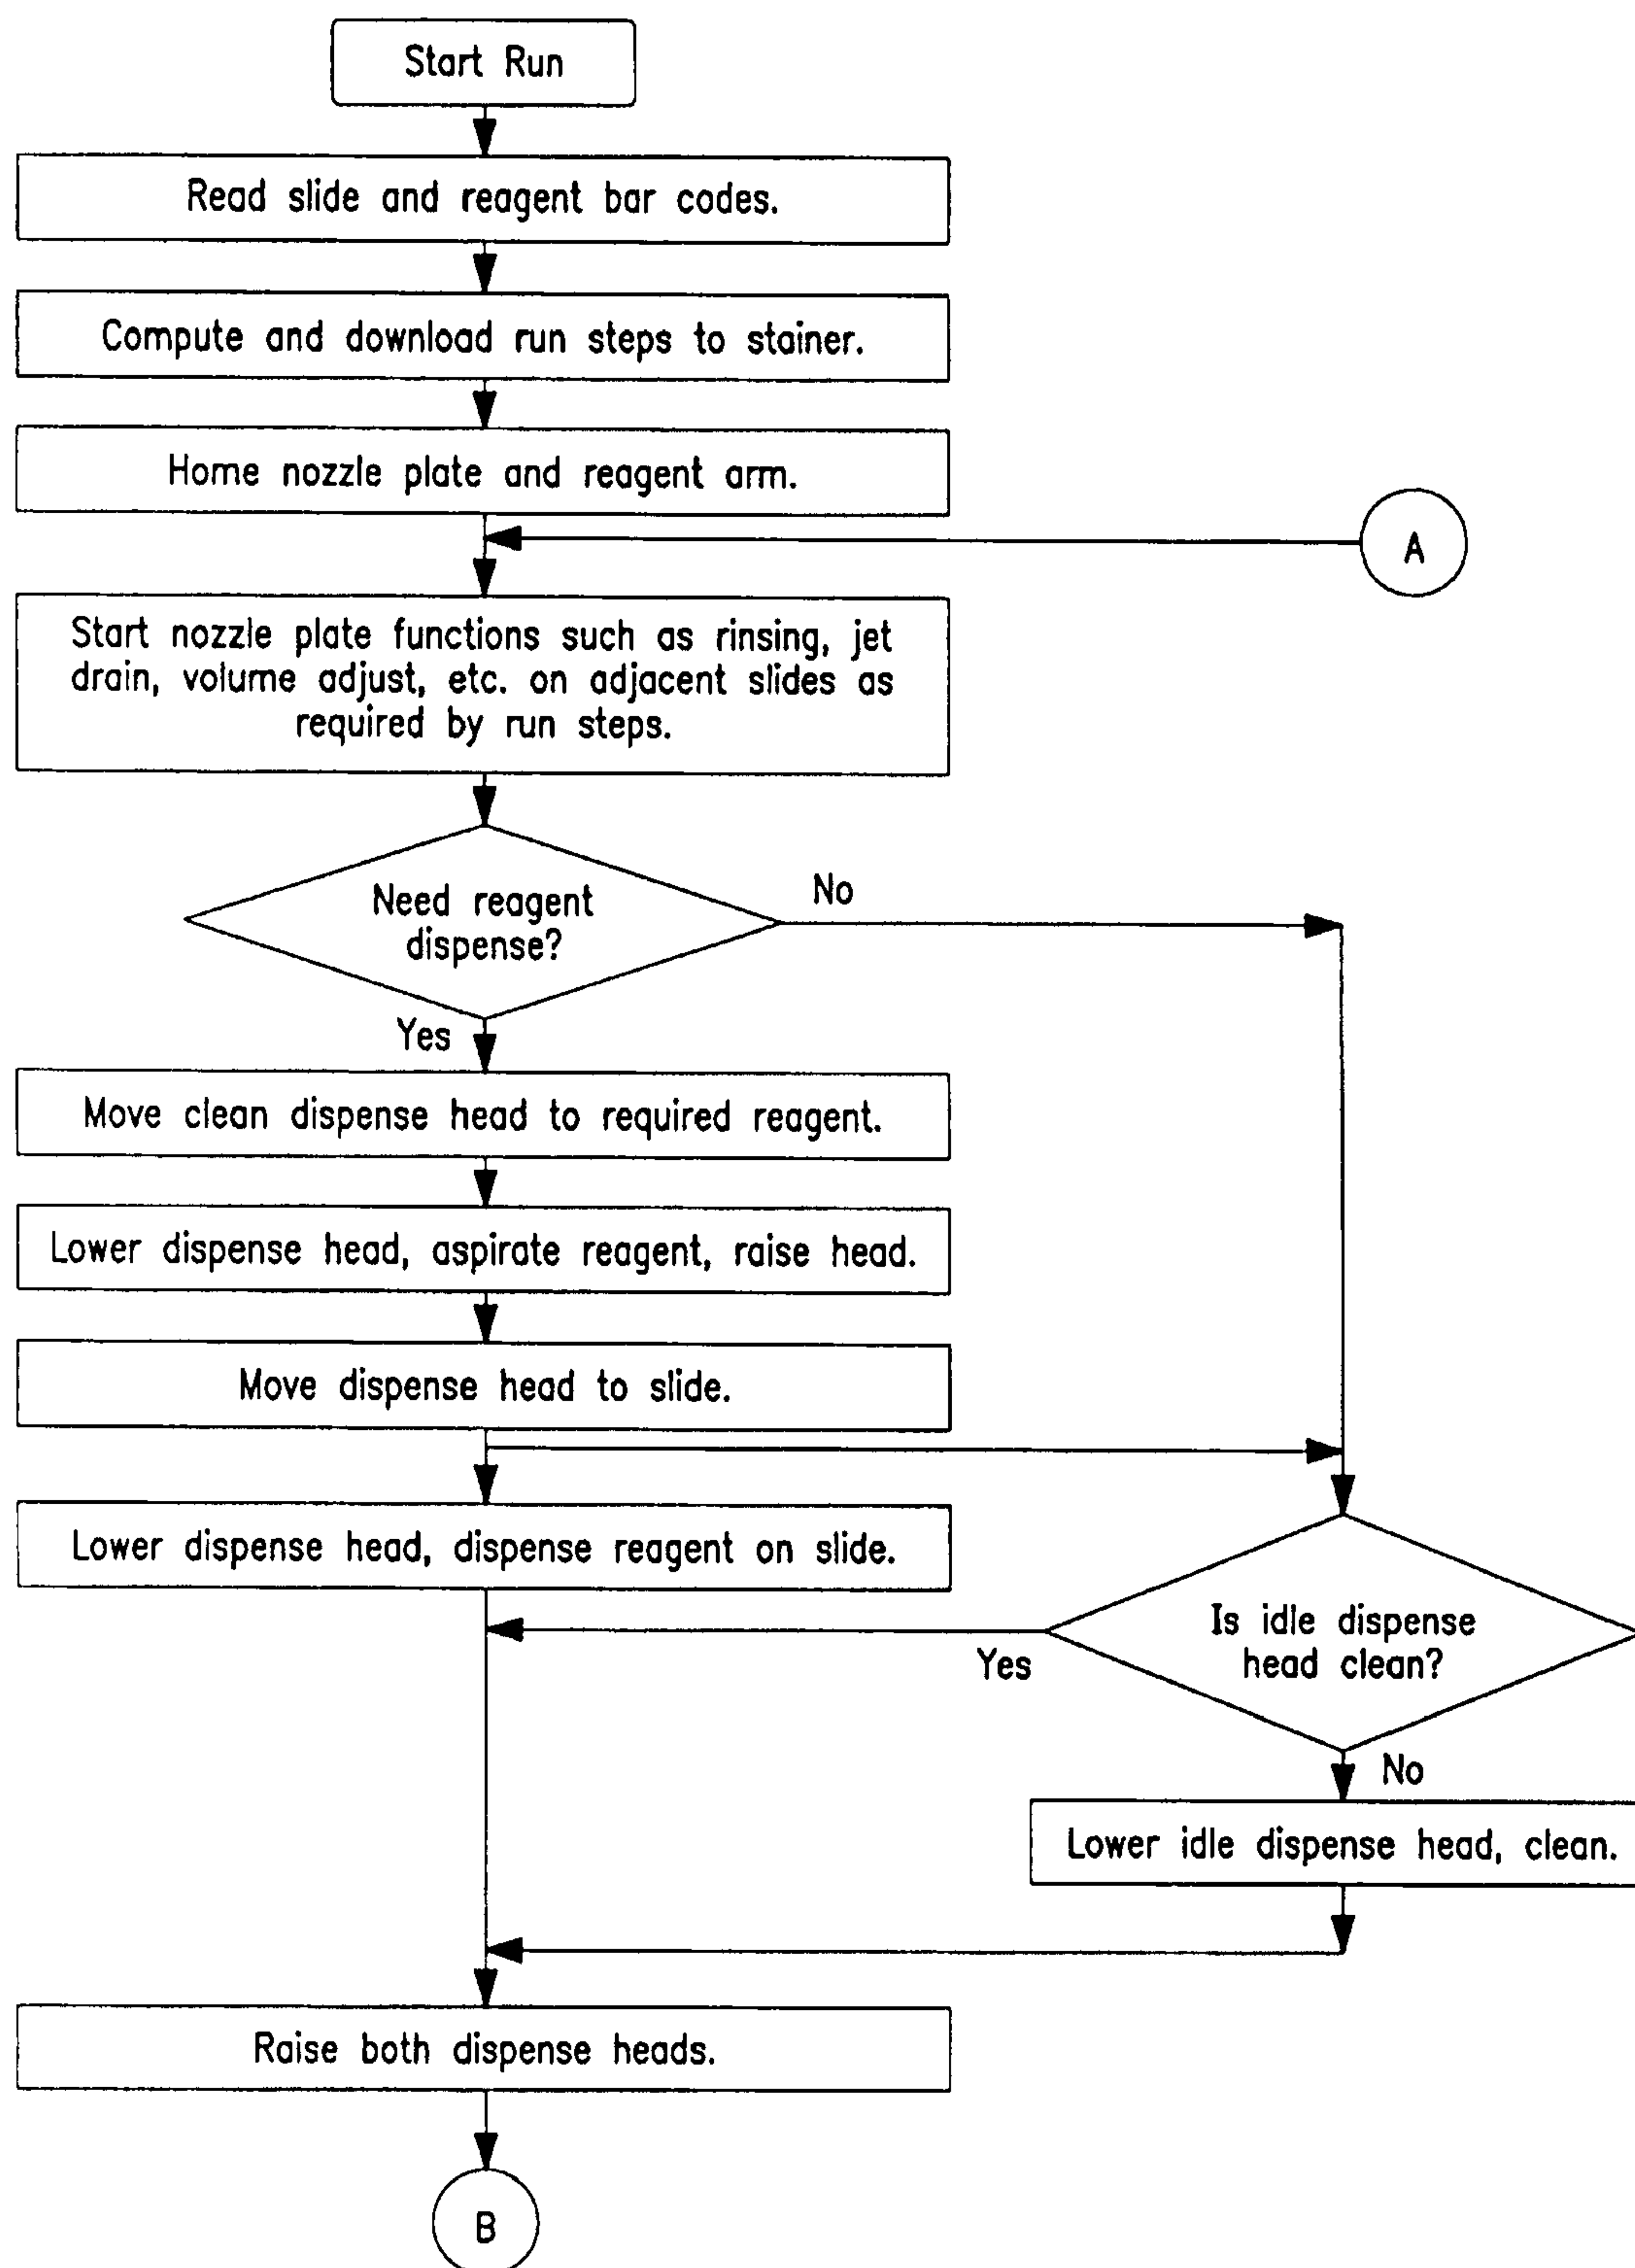 Start Run
Read slide and reagent bar codes.
Compute and download run steps to stainer.
Home nozzle plate and reagent arm.
A
Start nozzle plate functions such as rinsing, jet
drain, volume adjust, etc. on adjacent slides as
required by run steps.
Need reagent
dispense?
No
Yes
Move clean dispense head to required reagent.
Lower dispense head, aspirate reagent, raise head.
Move dispense head to slide.
Lower dispense head, dispense reagent on slide.
Is idle dispense
head clean?
Yes
No
Lower idle dispense head, clean.
Raise both dispense heads.
B